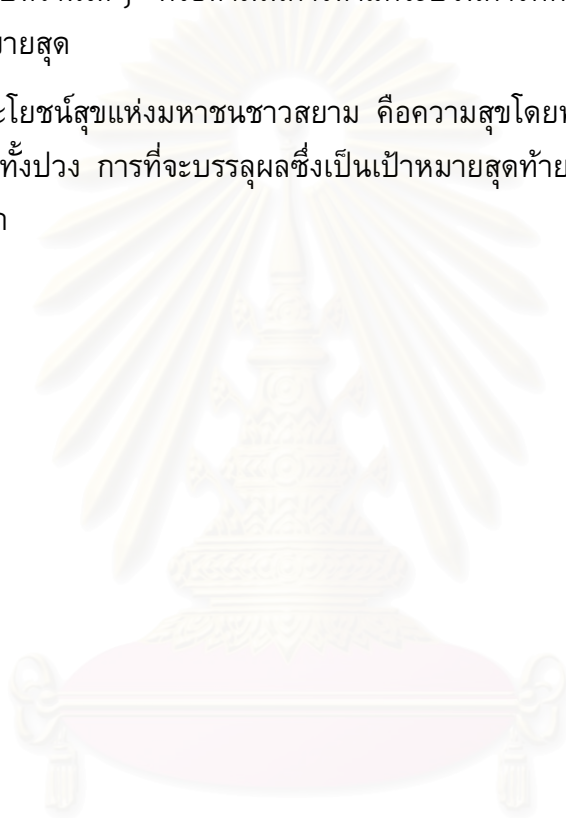 ายสุด
ะโยชน์สุขแห่งมหาชนชาวสยาม คือความสุขโดยพ
ทั้งปวง การที่จะบรรลุผลซึ่งเป็นเป้าหมายสุดท้าย
า